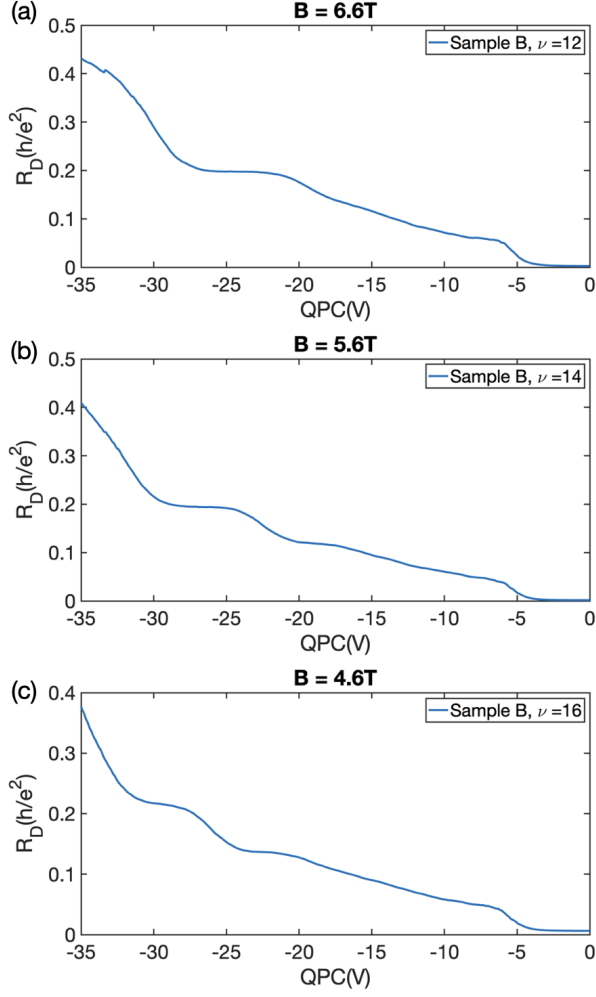 (a)
B = 6.6T
0.5
0.4
0.3
0.2
0.1
0
R_D(h/e^2)
Sample B, ν =12
-35 -30 -25 -20 -15 -10 -5 0
QPC(V)
(b)
B = 5.6T
0.5
0.4
0.3
0.2
0.1
0
R_D(h/e^2)
Sample B, ν =14
-35 -30 -25 -20 -15 -10 -5 0
QPC(V)
(c)
B = 4.6T
0.4
0.3
0.2
0.1
0
R_D(h/e^2)
Sample B, ν =16
-35 -30 -25 -20 -15 -10 -5 0
QPC(V)